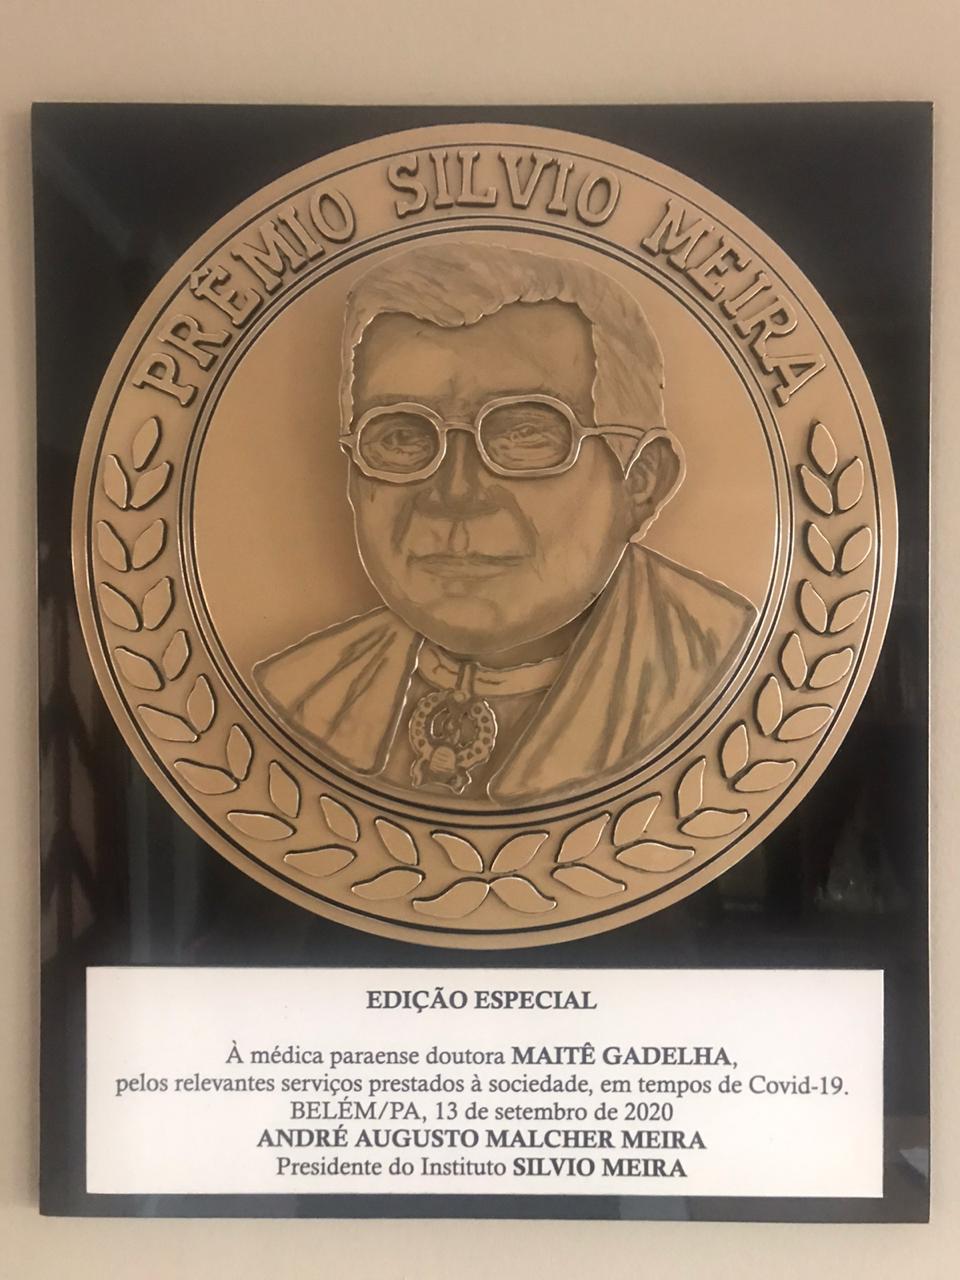 PRÊMIO SILVIO MEIRA
EDIÇÃO ESPECIAL
À médica paraense doutora MAITÊ GADELHA,
pelos relevantes serviços prestados à sociedade, em tempos de Covid-19.
BELÉM/PA, 13 de setembro de 2020
ANDRÉ AUGUSTO MALCHER MEIRA
Presidente do Instituto SILVIO MEIRA